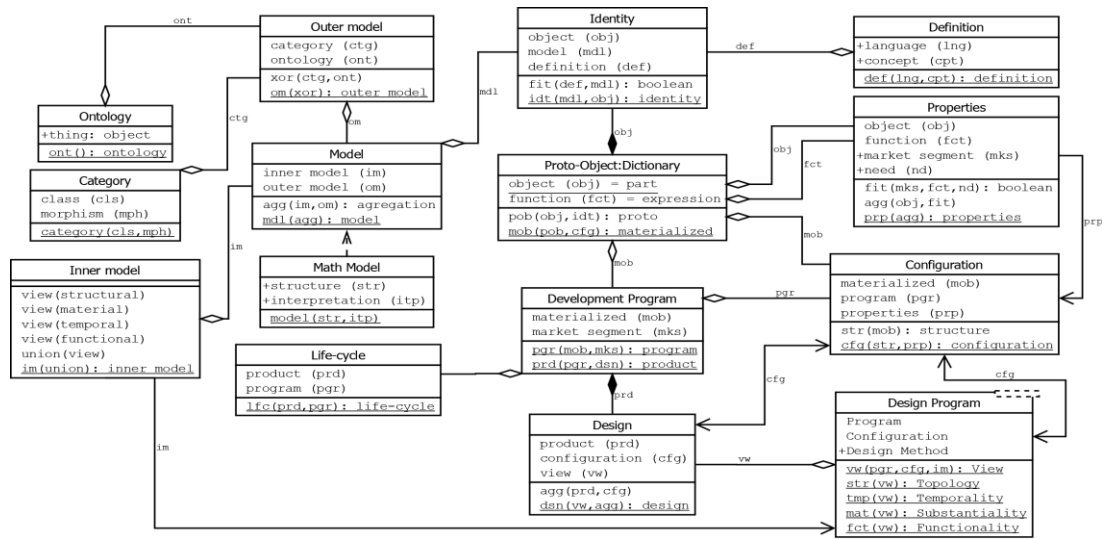 ont
Outer model
category (ctg)
ontology (ont)
xor(ctg,ont)
om(xor): outer model
Identity
object (obj)
model (mdl)
definition (def)
fit(def,mdl): boolean
idt(mdl,obj): identity
def
Definition
+language (lng)
+concept (cpt)
def(lng,cpt): definition
mdl
Ontology
+thing: object
ont(): ontology
ctg
om
obj
Properties
object (obj)
function (fct)
+market segment (mks)
+need (nd)
fit(mks,fct,nd): boolean
agg(obj,fit)
prp(agg): properties
Category
class (cls)
morphism (mph)
category(cls,mph)
Model
inner model (im)
outer model (om)
agg(im,om): agregration
mdl(agg): model
Proto-Object:Dictionary
object (obj) = part
function (fct) = expression
pob(obj,idt): proto
mob(pob,cfg): materialized
obj
fct
mob
prp
im
mob
Inner model
view(structural)
view(material)
view(temporal)
view(functional)
union(view)
im(union): inner model
Math Model
+structure (str)
+interpretation (itp)
model(str,itp)
Development Program
materialized (mob)
market segment (mks)
pgr(mob,mks): program
prd(pgr,dsn): product
pgr
Configuration
materialized (mob)
program (pgr)
properties (prp)
str(mob): structure
cfg(str,prp): configuration
Life-cycle
product (prd)
program (pgr)
lfc(prd,pgr): life-cycle
cfg
cfg
prd
im
Design
product (prd)
configuration (cfg)
view (vw)
agg(prd,cfg)
dsn(vw,agg): design
vw
Design Program
Program
Configuration
+Design Method
vw(pgr,cfg,im): View
str(vw): Topology
tmp(vw): Temporality
mat(vw): Substantiality
fct(vw): Functionality